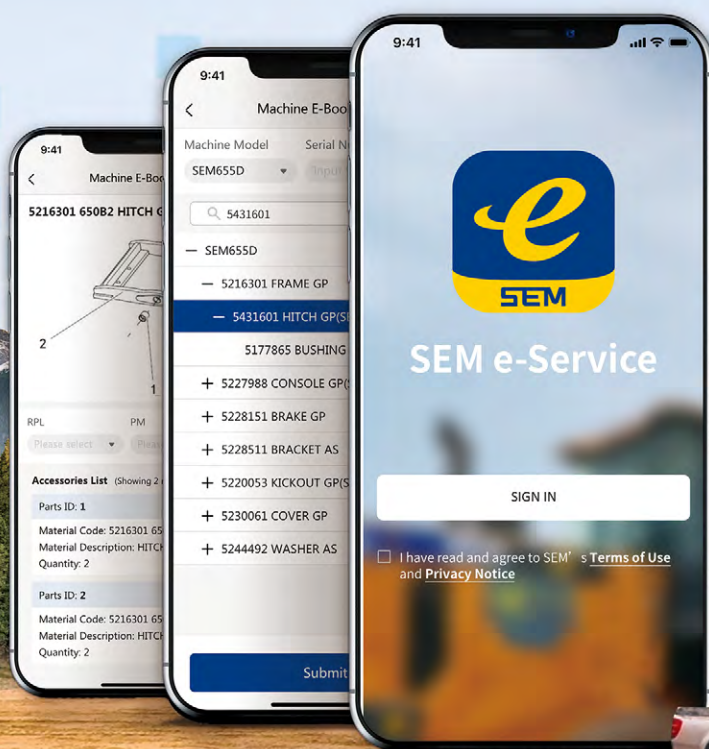 9:41
Machine E-Boo
5216301 650B2 HITCH G
2
1
RPL
PM
Please select
Pleas
Accessories List (Showing 2
Parts ID: 1
Material Code: 5216301 65
Material Description: HITCH
Quantity: 2
Parts ID: 2
Material Code: 5216301 65
Material Description: HITCH
Quantity: 2
9:41
Machine E-Boo
Machine Model
Serial N
SEM655D
Input
5431601
SEM655D
5216301 FRAME GP
5431601 HITCH GP(SE
5177865 BUSHING
5227988 CONSOLE GP(S
5228151 BRAKE GP
5228511 BRACKET AS
5220053 KICKOUT GP(S
5230061 COVER GP
5244492 WASHER AS
Submit
9:41
e
SEM
SEM e-Service
SIGN IN
I have read and agree to SEM’s Terms of Use
and Privacy Notice